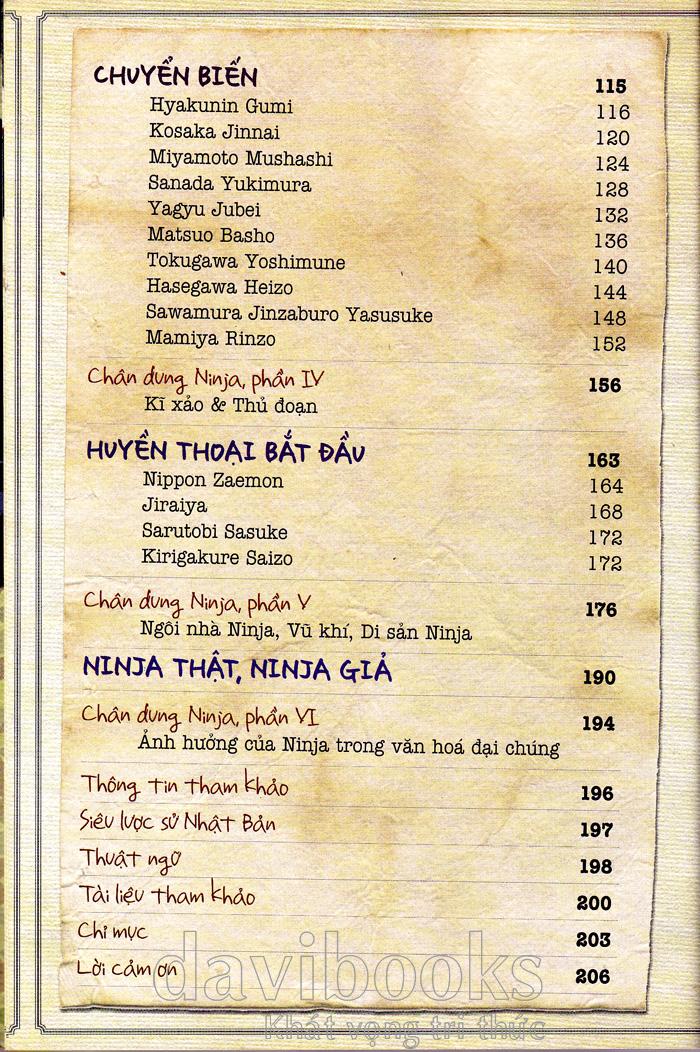 CHUYỂN BIẾN 115
Hyakunin Gumi 116
Kosaka Jinnai 120
Miyamoto Mushashi 124
Sanada Yukimura 128
Yagyu Jubei 132
Matsuo Basho 136
Tokugawa Yoshimune 140
Hasegawa Heizo 144
Sawamura Jinzaburo Yasusuke 148
Mamiya Rinzo 152
Chân dung Ninja, phần IV 156
Kĩ xảo & Thủ đoạn
HUYỀN THOẠI BẮT ĐẦU 163
Nippon Zaemon 164
Jiraiya 168
Sarutobi Sasuke 172
Kirigakure Saizo 172
Chân dung Ninja, phần V 176
Ngôi nhà Ninja, Vũ khí, Di sản Ninja
NINJA THẬT, NINJA GIẢ 190
Chân dung Ninja, phần VI 194
Ảnh hưởng của Ninja trong văn hoá đại chúng
Thông tin tham khảo 196
Siêu lược sử Nhật Bản 197
Thuật ngữ 198
Tài liệu tham khảo 200
Chỉ mục 203
Lời cảm ơn 206
davibooks
Khát vọng tri thức